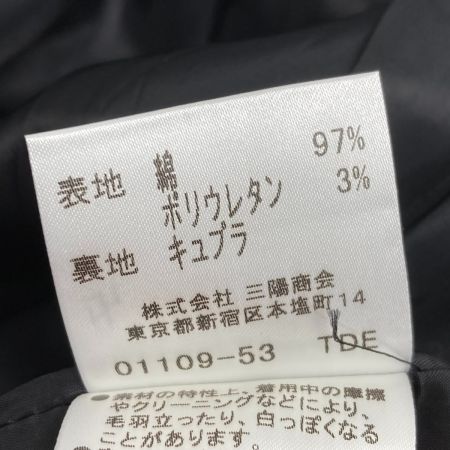 表地 綿 97%
ポリウレタン 3%
裏地 キュプラ
株式会社 三陽商会
東京都新宿区本塩町14
01109-53 TDE
●素材の特性上、着用中の摩擦
やクリーニングなどにより、
毛羽立ったり、白っぽくなる
ことがあります。